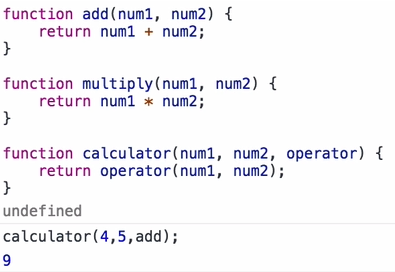 function add(num1, num2) {
    return num1 + num2;
}

function multiply(num1, num2) {
    return num1 * num2;
}

function calculator(num1, num2, operator) {
    return operator(num1, num2);
}
undefined
calculator(4,5,add);
9